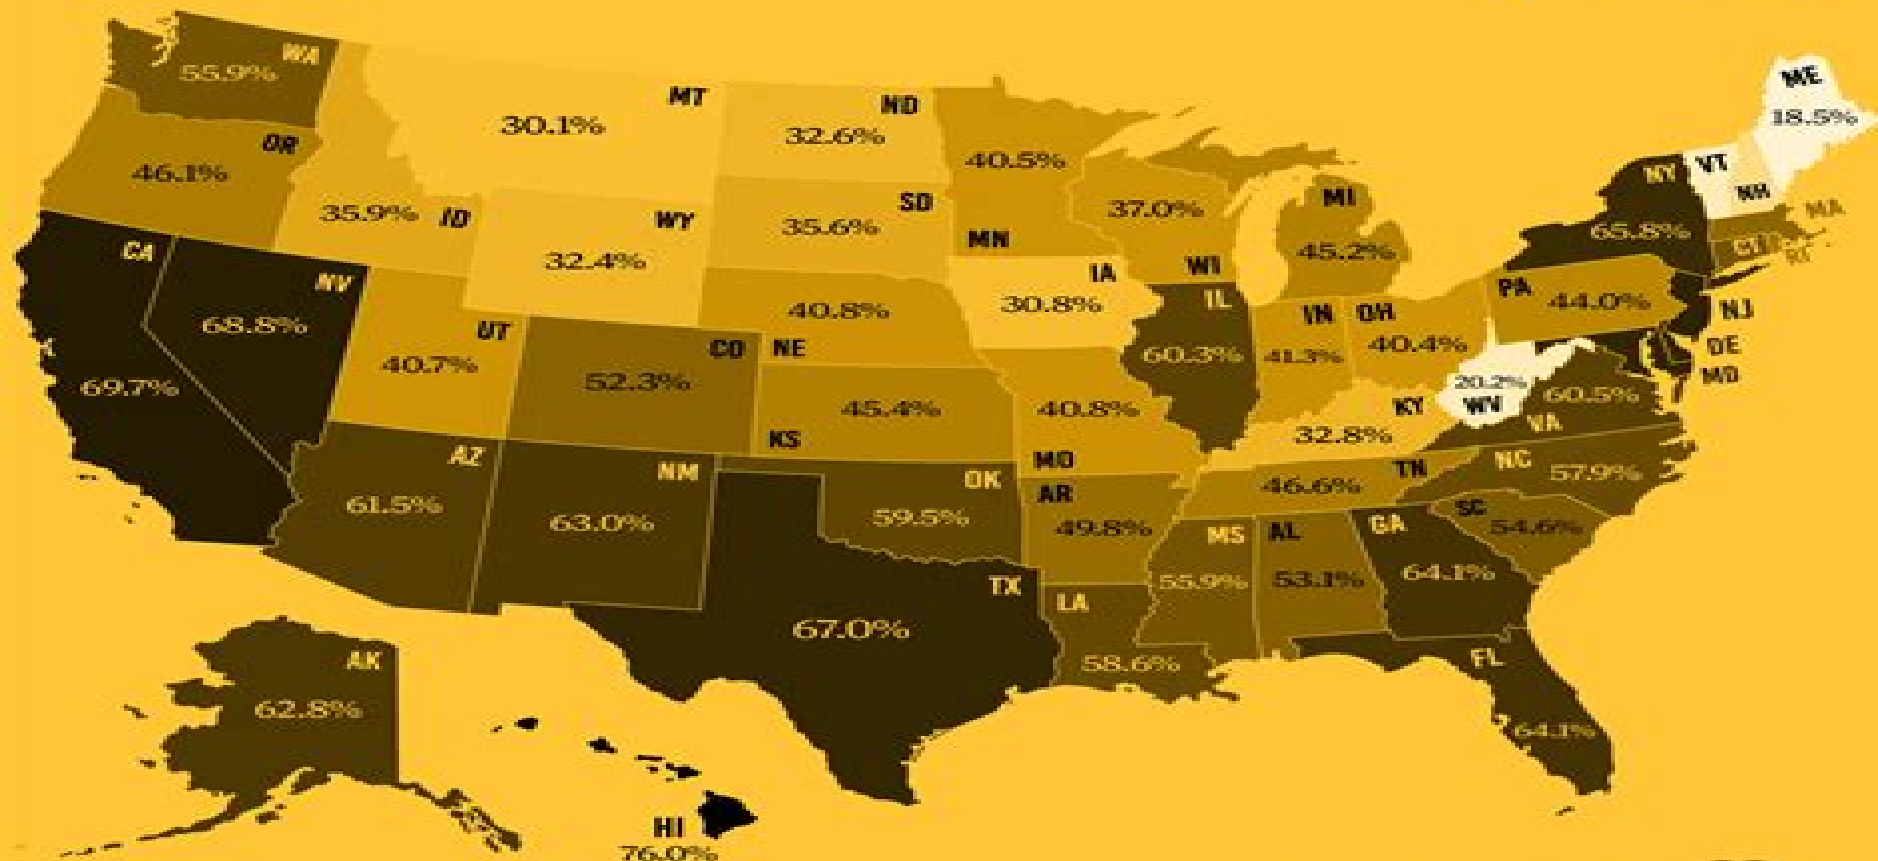 WA
55.9%
OR
46.1%
MT
30.1%
ID
35.9%
ND
32.6%
SD
35.6%
WY
32.4%
MN
40.5%
WI
37.0%
MI
45.2%
ME
18.5%
VT
NH
NY
65.8%
MA
CT
RI
CA
69.7%
NV
68.8%
UT
40.7%
CO
52.3%
NE
40.8%
IA
30.8%
IL
60.3%
IN
41.3%
OH
40.4%
PA
44.0%
NJ
DE
MD
KS
45.4%
MO
40.8%
KY
32.8%
WV
20.2%
VA
60.5%
AZ
61.5%
NM
63.0%
OK
59.5%
AR
49.8%
TN
46.6%
NC
57.9%
SC
54.6%
TX
67.0%
LA
58.6%
MS
55.9%
AL
53.1%
GA
64.1%
FL
64.1%
AK
62.8%
HI
76.0%